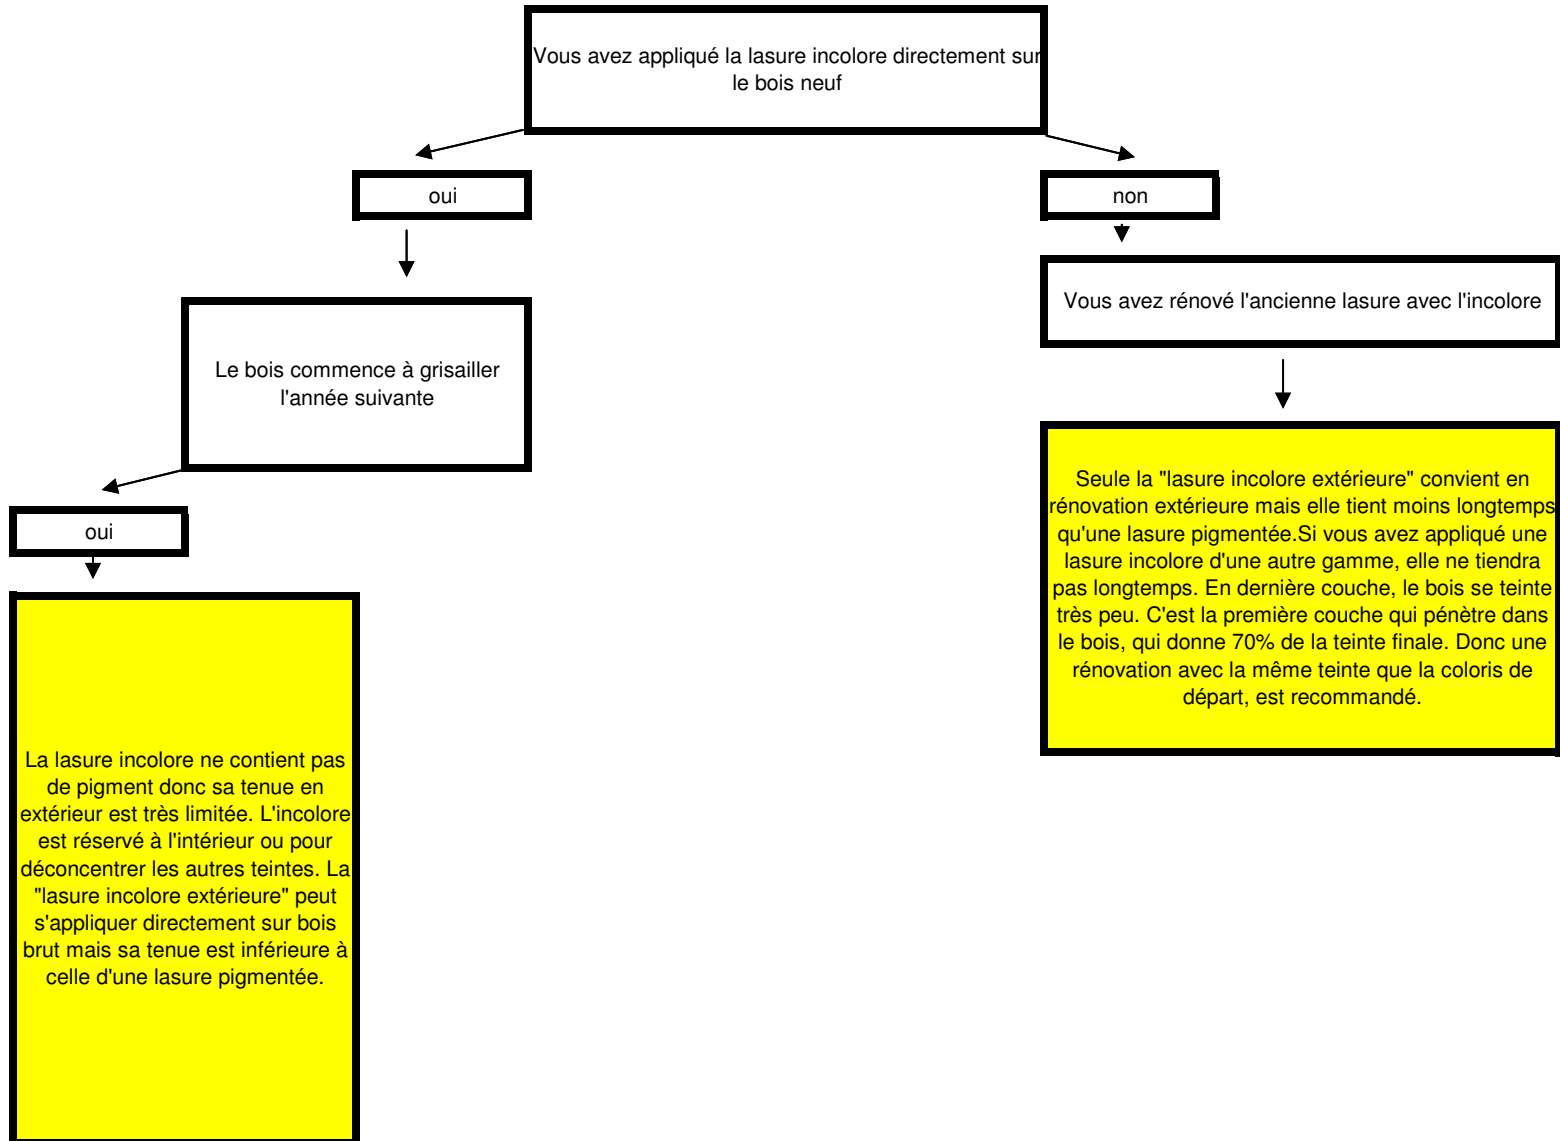 Vous avez appliqué la lasure incolore directement sur
le bois neuf
oui
non
Vous avez rénové l'ancienne lasure avec l'incolore
Le bois commence à grisailler
l'année suivante
oui
Seule la "lasure incolore extérieure" convient en
rénovation extérieure mais elle tient moins longtemps
qu'une lasure pigmentée.Si vous avez appliqué une
lasure incolore d'une autre gamme, elle ne tiendra
pas longtemps. En dernière couche, le bois se teinte
très peu. C'est la première couche qui pénètre dans
le bois, qui donne 70% de la teinte finale. Donc une
rénovation avec la même teinte que la coloris de
départ, est recommandé.
La lasure incolore ne contient pas
de pigment donc sa tenue en
extérieur est très limitée. L'incolore
est réservé à l'intérieur ou pour
déconcentrer les autres teintes. La
"lasure incolore extérieure" peut
s'appliquer directement sur bois
brut mais sa tenue est inférieure à
celle d'une lasure pigmentée.